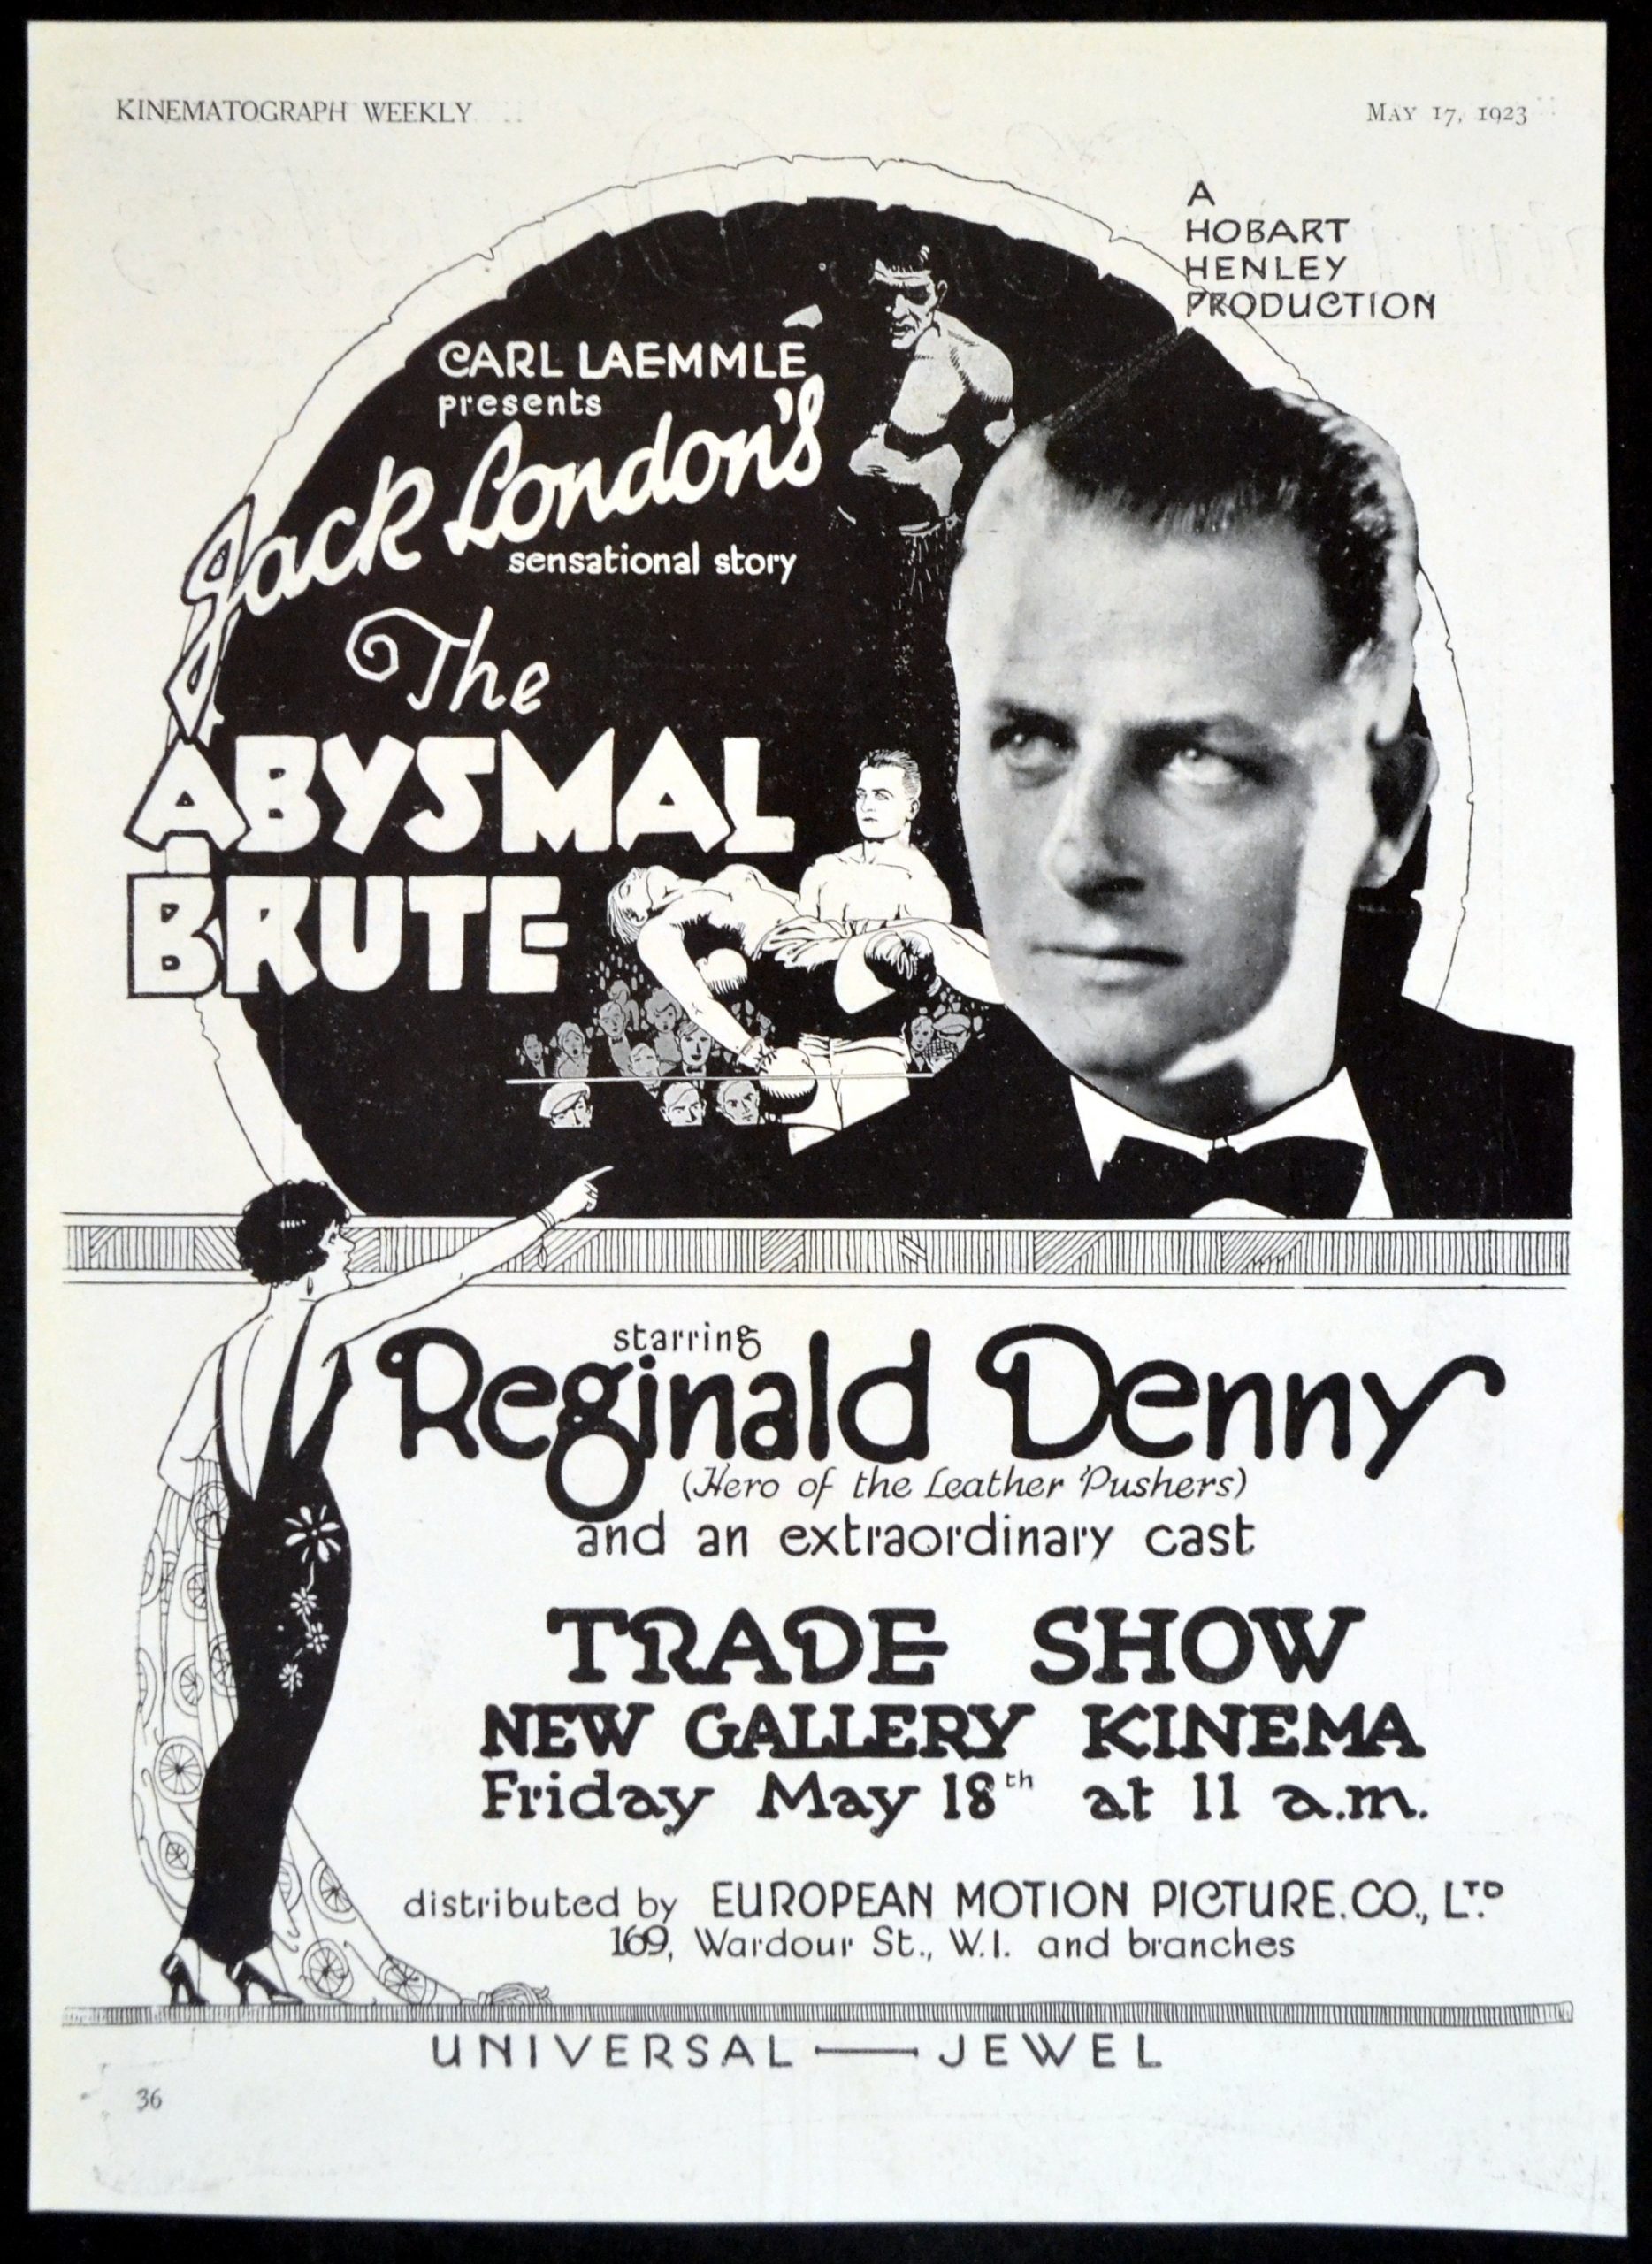 KINEMATOGRAPH WEEKLY
MAY 17, 1923
A
HOBART
HENLEY
PRODUCTION
CARL LAEMMLE
presents
Jack London's
sensational story
The
ABYSMAL
BRUTE
starring
Reginald Denny
(Hero of the Leather 'Pushers)
and an extraordinary cast
TRADE SHOW
NEW GALLERY KINEMA
Friday May 18th at 11 a.m.
distributed by EUROPEAN MOTION PICTURE.CO., LTD
169, Wardour St., W.1. and branches
UNIVERSAL — JEWEL
36